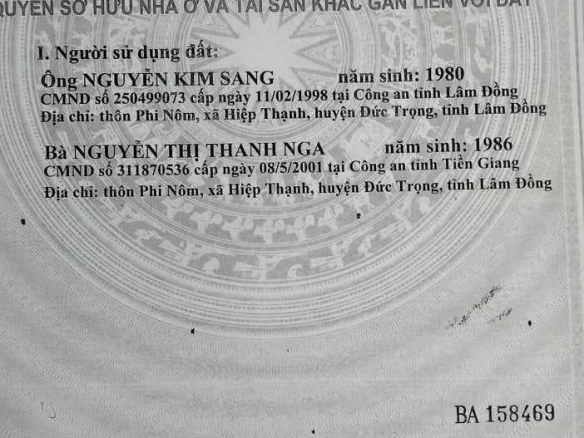 QUYỀN SỞ HỮU NHÀ Ở VÀ TÀI SẢN KHÁC GẮN LIỀN VỚI ĐẤT
I. Người sử dụng đất:
Ông NGUYỄN KIM SANG năm sinh: 1980
CMND số 250499073 cấp ngày 11/02/1998 tại Công an tỉnh Lâm Đồng
Địa chỉ: thôn Phi Nôm, xã Hiệp Thạnh, huyện Đức Trọng, tỉnh Lâm Đồng
Bà NGUYỄN THỊ THANH NGA năm sinh: 1986
CMND số 311870536 cấp ngày 08/5/2001 tại Công an tỉnh Tiền Giang
Địa chỉ: thôn Phi Nôm, xã Hiệp Thạnh, huyện Đức Trọng, tỉnh Lâm Đồng
BA 158469